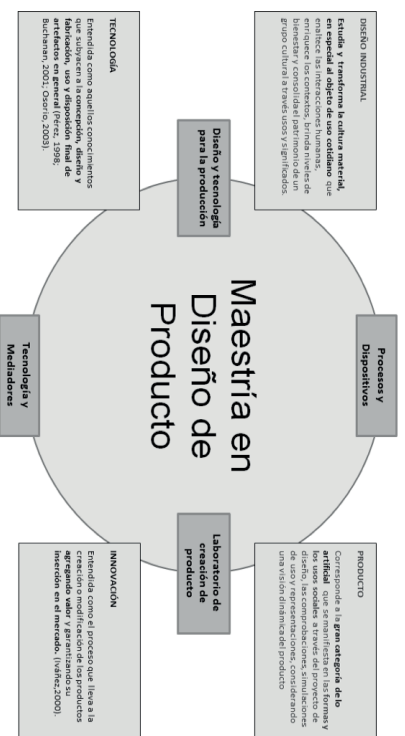 DISEÑO INDUSTRIAL
Estudia y transforma la cultura material,
en especial al objeto de uso cotidiano que
enaltece las interacciones humanas,
enriquece los contextos, brinda niveles de
bienestar y consolida el patrimonio de un
grupo cultural a través usos y significados.
Procesos y
Dispositivos
PRODUCTO
Corresponde a la gran categoría de lo
artificial que se manifiesta en las formas y
los usos sociales a través del proyecto de
diseño, las comprobaciones, simulaciones
de uso y representaciones, considerando
una visión dinámica del producto
Diseño y tecnología
para la producción
Maestría en
Diseño de
Producto
Laboratorio de
creación de
producto
TECNOLOGÍA
Entendida como aquellos conocimientos
que subyacen a la concepción, diseño y
fabricación, uso y disposición final de
artefactos en general (Pérez, 1998;
Buchanan, 2001; Osorio, 2003).
Tecnología y
Mediadores
INNOVACIÓN
Entendida como el proceso que lleva a la
creación o modificación de los productos
agregando valor y garantizando su
inserción en el mercado. (Iváñez,2000).